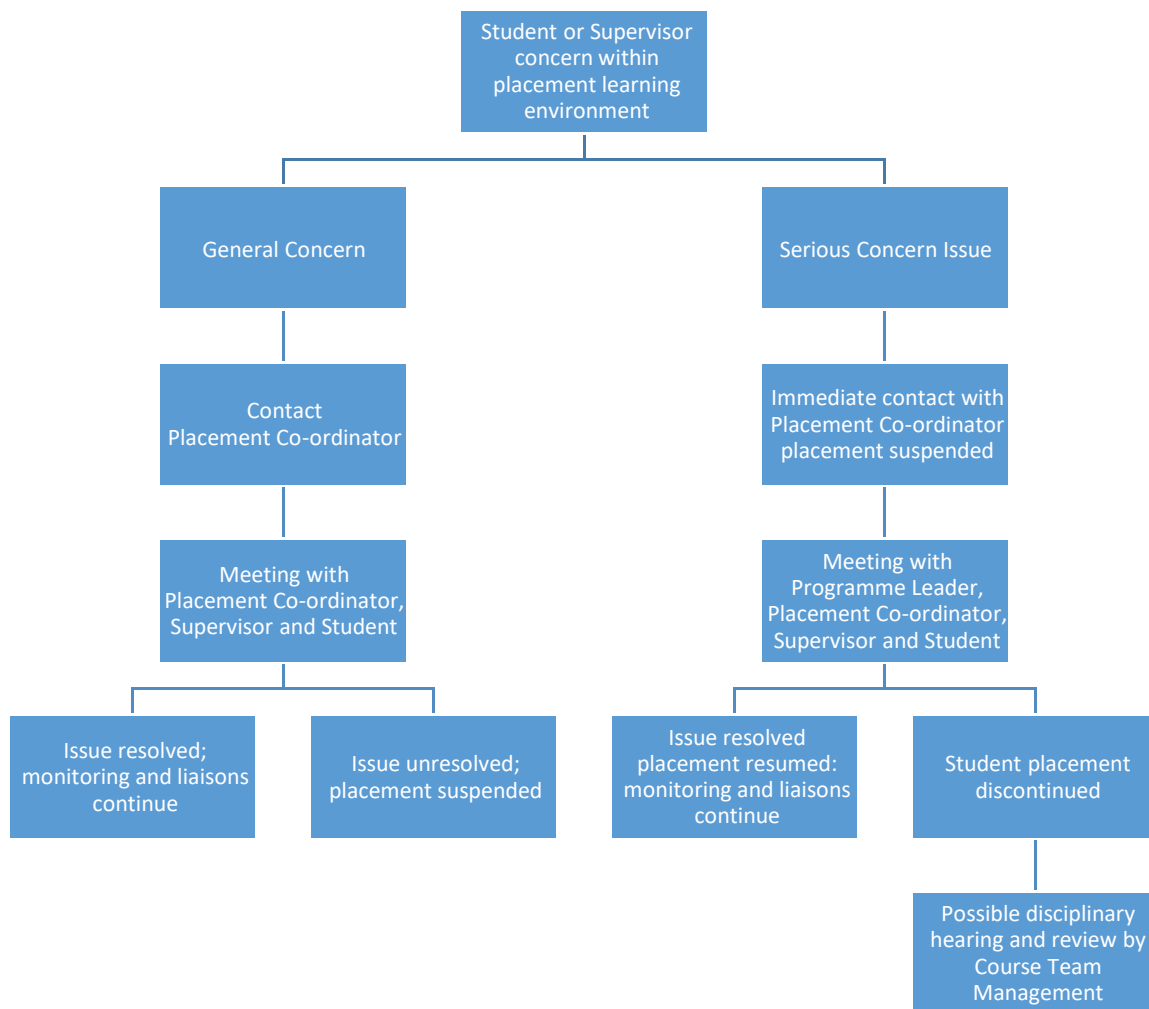 Student or Supervisor
concern within
placement learning
environment
General Concern
Serious Concern Issue
Contact
Placement Co-ordinator
Immediate contact with
Placement Co-ordinator
placement suspended
Meeting with
Placement Co-ordinator,
Supervisor and Student
Meeting with
Programme Leader,
Placement Co-ordinator,
Supervisor and Student
Issue resolved;
monitoring and liaisons
continue
Issue unresolved;
placement suspended
Issue resolved
placement resumed:
monitoring and liaisons
continue
Student placement
discontinued
Possible disciplinary
hearing and review by
Course Team
Management